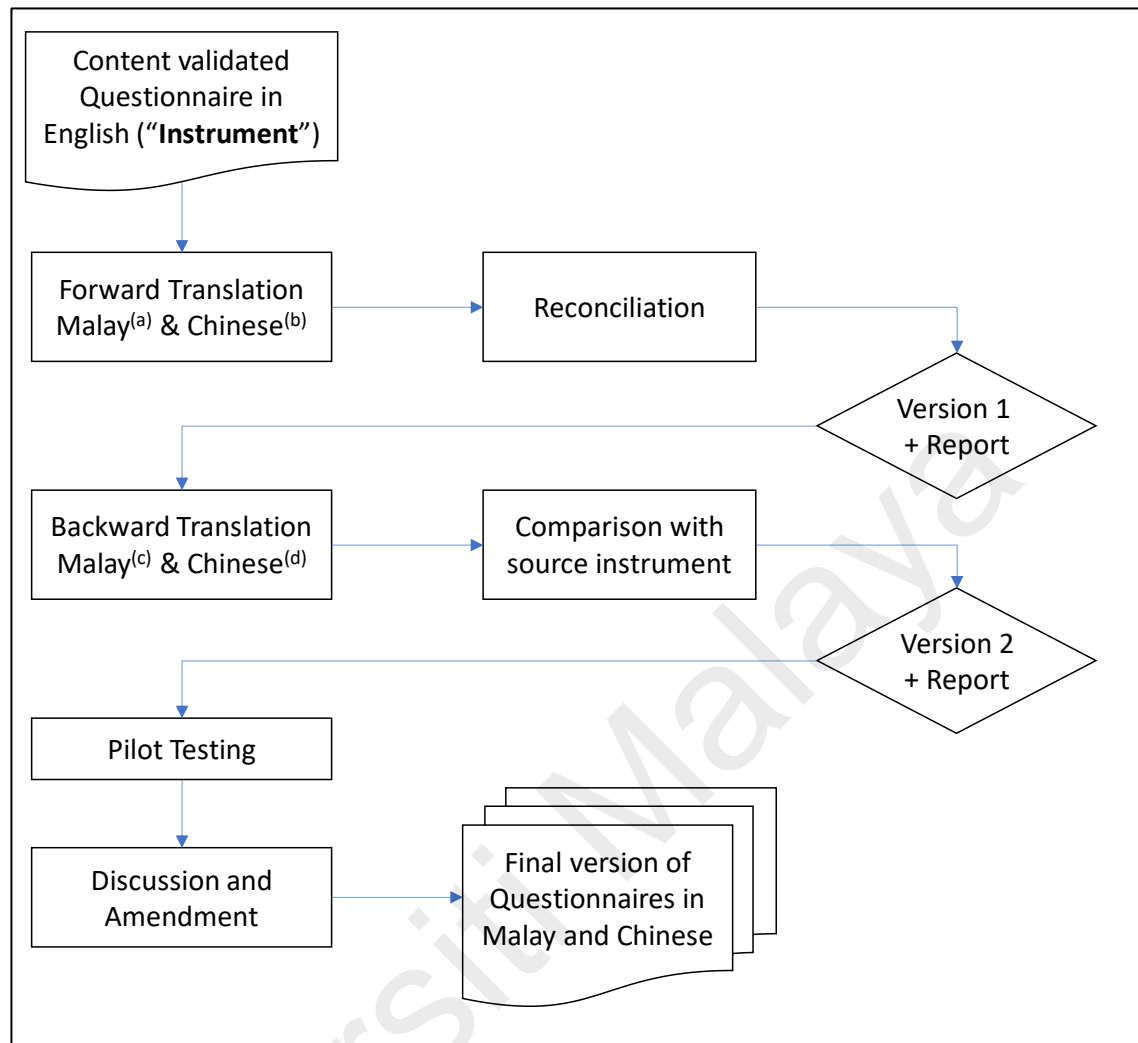 Content validated
Questionnaire in
English (“Instrument”)
Forward Translation
Malay(a) & Chinese(b)
Reconciliation
Version 1
+ Report
Backward Translation
Malay(c) & Chinese(d)
Comparison with
source instrument
Version 2
+ Report
Pilot Testing
Discussion and
Amendment
Final version of
Questionnaires in
Malay and Chinese
rsiti Malaya